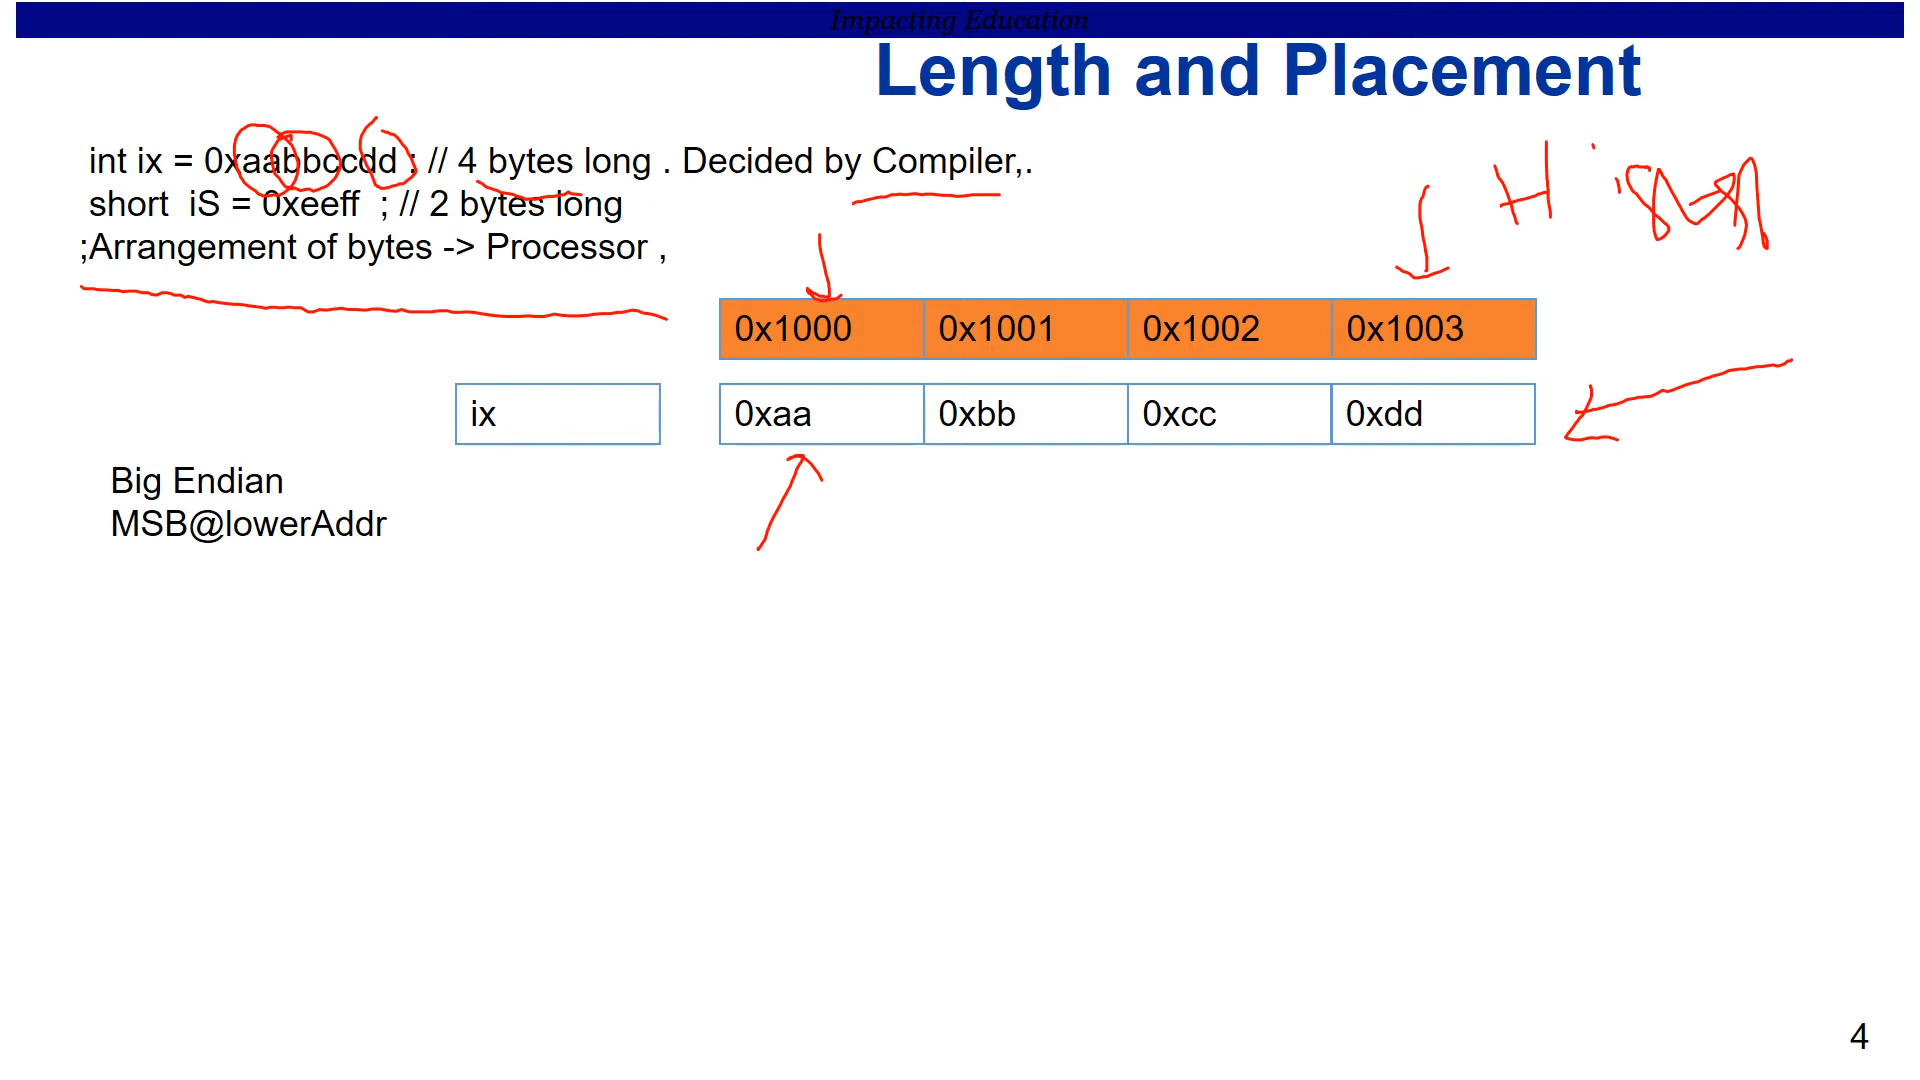 Impacting Education
Length and Placement
int ix = 0xaabbccdd ; // 4 bytes long . Decided by Compiler,.
short iS = 0xeeff ; // 2 bytes long
;Arrangement of bytes -> Processor ,
0x1000 0x1001 0x1002 0x1003
ix 0xaa 0xbb 0xcc 0xdd
Big Endian
MSB@lowerAddr
4